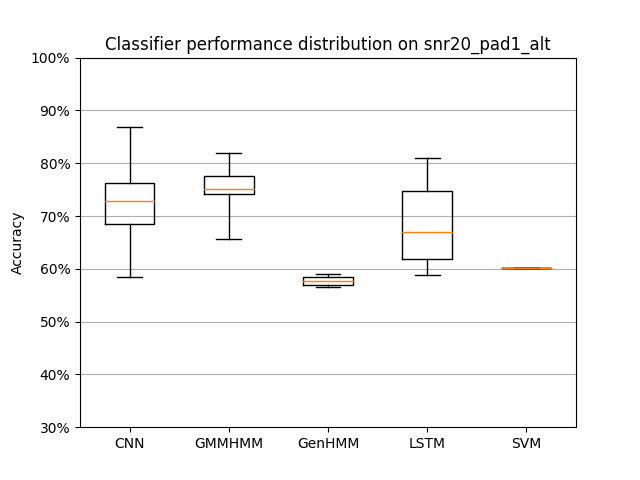 Classifier performance distribution on snr20_pad1_alt
100%
90%
80%
70%
60%
50%
40%
30%
Accuracy
CNN GMMHMM GenHMM LSTM SVM